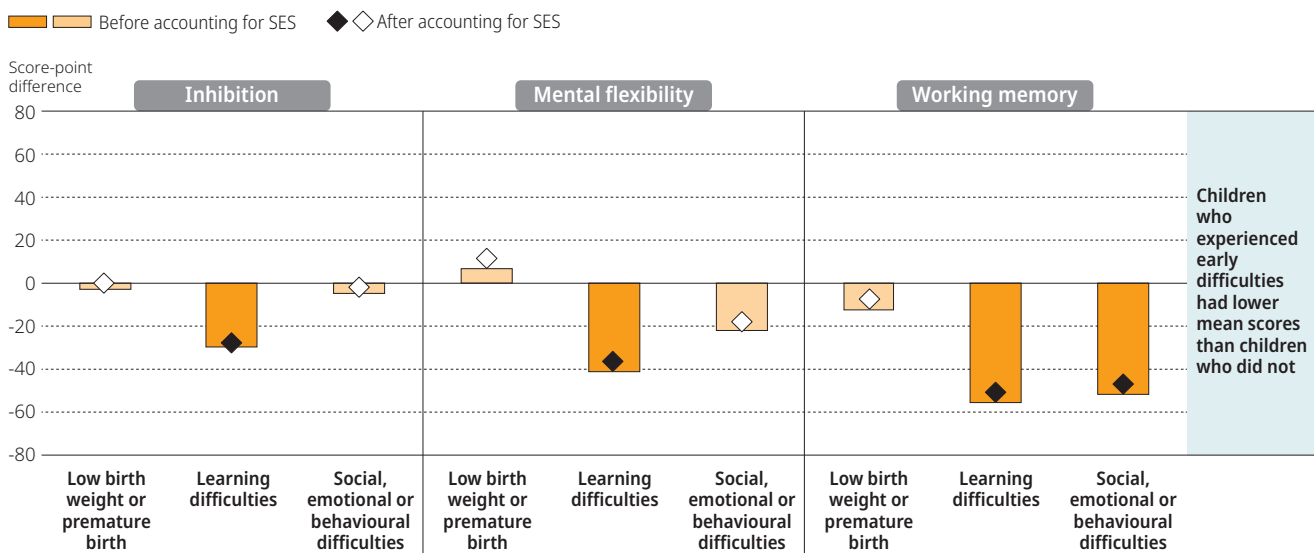 Before accounting for SES
After accounting for SES
Score-point
difference
Inhibition
Mental flexibility
Working memory
80
60
40
20
0
-20
-40
-60
-80
Children
who
experienced
early
difficulties
had lower
mean scores
than children
who did not
Low birth
weight or
premature
birth
Learning
difficulties
Social,
emotional or
behavioural
difficulties
Low birth
weight or
premature
birth
Learning
difficulties
Social,
emotional or
behavioural
difficulties
Low birth
weight or
premature
birth
Learning
difficulties
Social,
emotional or
behavioural
difficulties